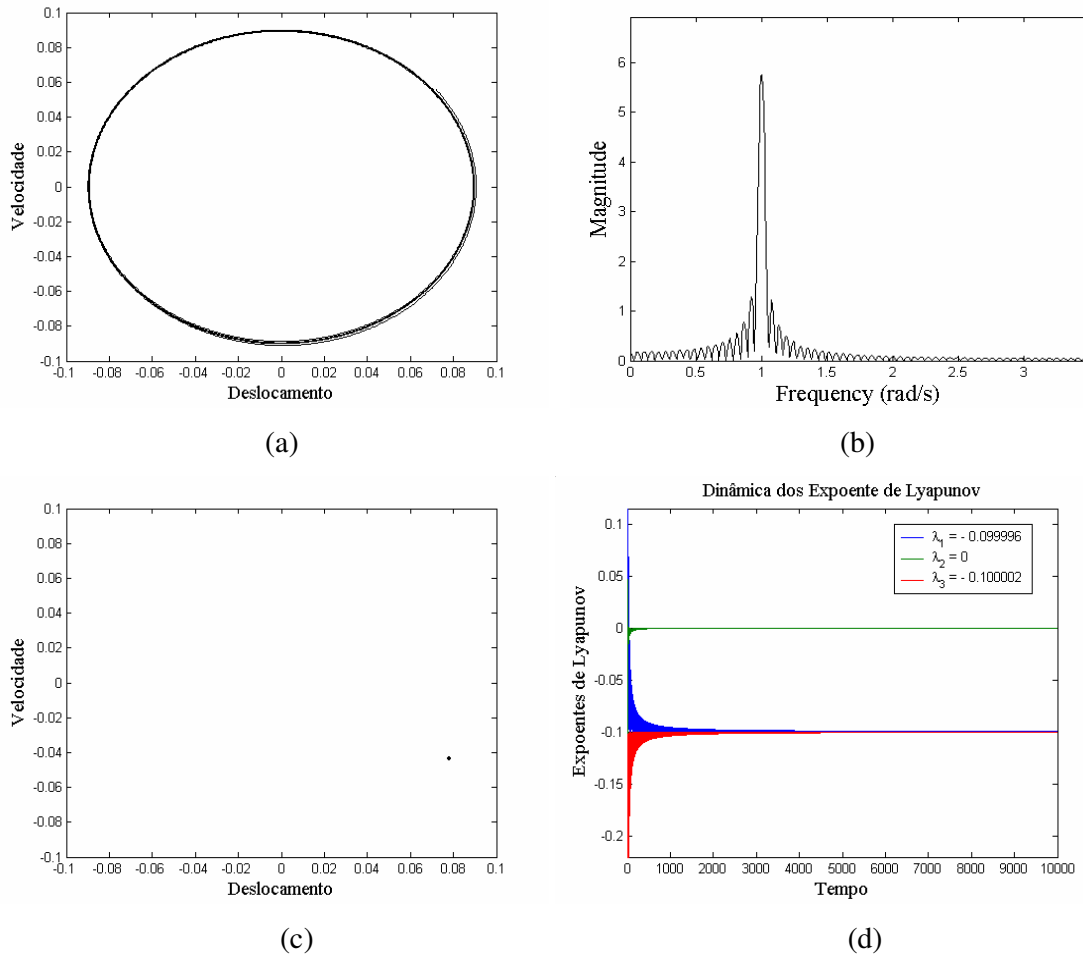 0.1
0.08
0.06
0.04
0.02
0
-0.02
-0.04
-0.06
-0.08
-0.1
Velocidade
-0.1 -0.08 -0.06 -0.04 -0.02 0 0.02 0.04 0.06 0.08 0.1
Deslocamento
(a)
6
5
4
3
2
1
0
Magnitude
0 0.5 1 1.5 2 2.5 3
Frequency (rad/s)
(b)
0.1
0.08
0.06
0.04
0.02
0
-0.02
-0.04
-0.06
-0.08
-0.1
Velocidade
-0.1 -0.08 -0.06 -0.04 -0.02 0 0.02 0.04 0.06 0.08 0.1
Deslocamento
(c)
Dinâmica dos Expoente de Lyapunov
0.1
0.05
0
-0.05
-0.1
-0.15
-0.2
Expoentes de Lyapunov
λ1 = - 0.099996
λ2 = 0
λ3 = - 0.100002
0 1000 2000 3000 4000 5000 6000 7000 8000 9000 10000
Tempo
(d)